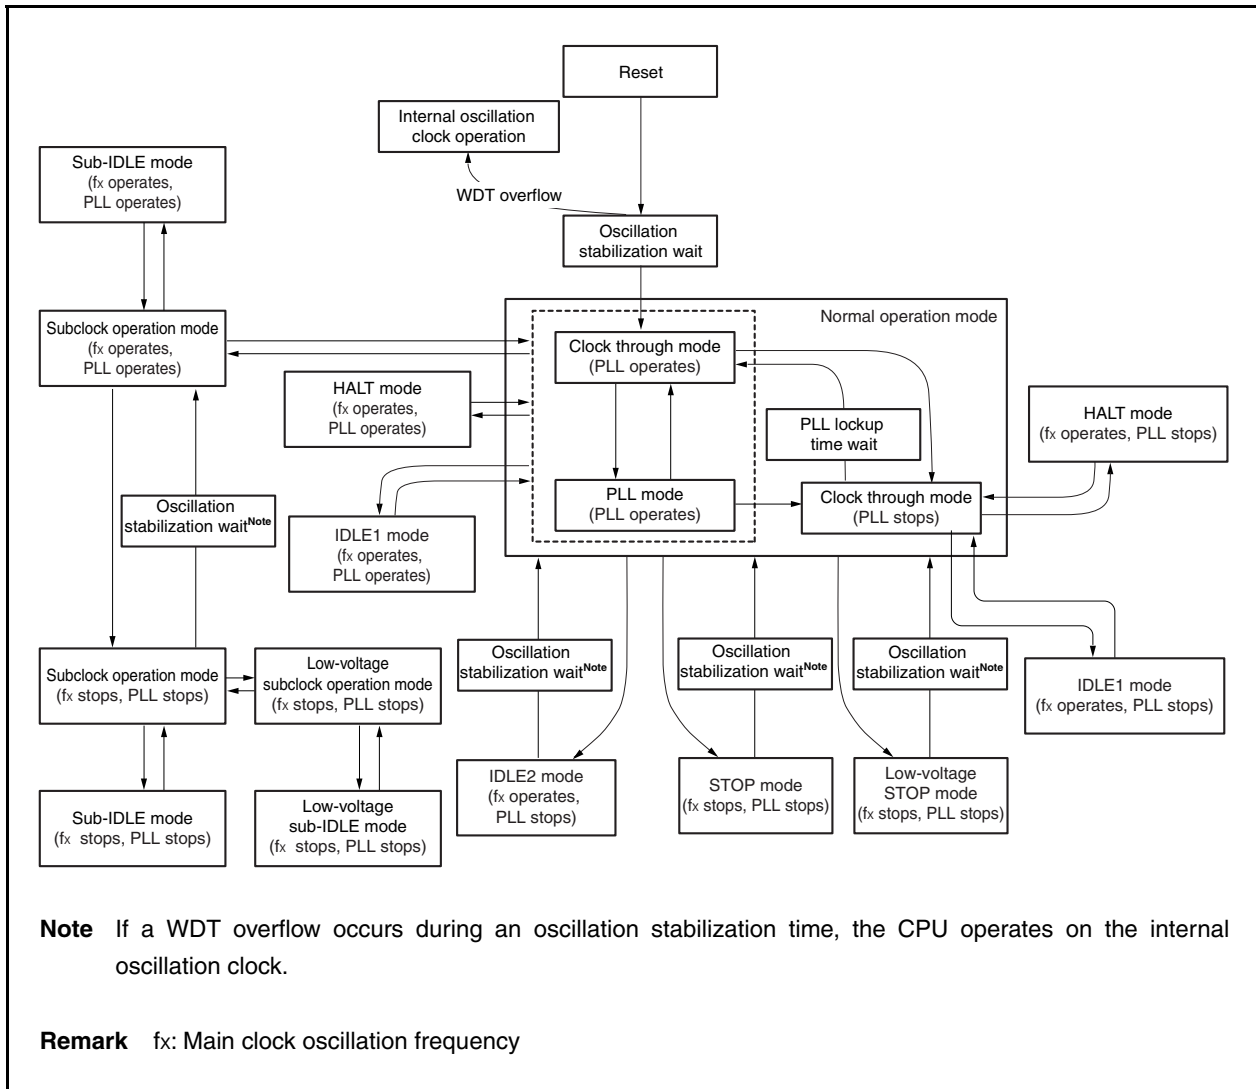 Reset
Internal oscillation
clock operation
WDT overflow
Sub-IDLE mode
(fx operates,
PLL operates)
Oscillation
stabilization wait
Normal operation mode
Subclock operation mode
(fx operates,
PLL operates)
Clock through mode
(PLL operates)
HALT mode
(fx operates,
PLL operates)
PLL lockup
time wait
HALT mode
(fx operates, PLL stops)
PLL mode
(PLL operates)
Clock through mode
(PLL stops)
Oscillation
stabilization waitNote
IDLE1 mode
(fx operates,
PLL operates)
Subclock operation mode
(fx stops, PLL stops)
Low-voltage
subclock operation mode
(fx stops, PLL stops)
Oscillation
stabilization waitNote
Oscillation
stabilization waitNote
Oscillation
stabilization waitNote
IDLE1 mode
(fx operates, PLL stops)
Sub-IDLE mode
(fx stops, PLL stops)
Low-voltage
sub-IDLE mode
(fx stops, PLL stops)
IDLE2 mode
(fx operates,
PLL stops)
STOP mode
(fx stops, PLL stops)
Low-voltage
STOP mode
(fx stops, PLL stops)
Note If a WDT overflow occurs during an oscillation stabilization time, the CPU operates on the internal
oscillation clock.
Remark fx: Main clock oscillation frequency